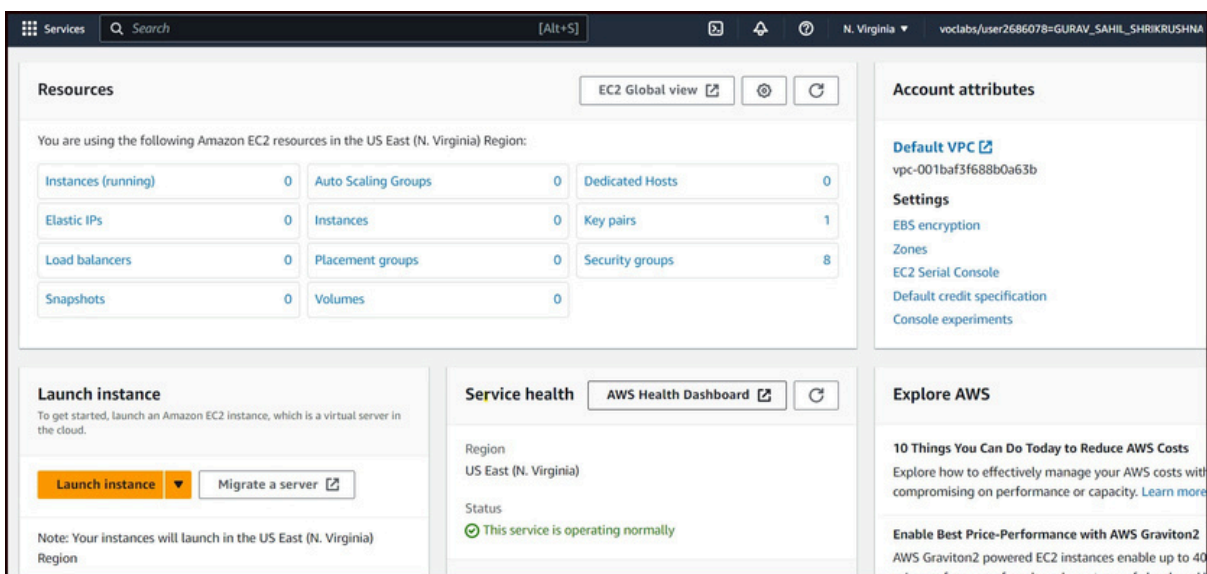 Services
Search
[Alt+S]
N. Virginia
voclabs/user2686078=GURAV_SAHIL_SHRIKRUSHNA
Resources
EC2 Global view
You are using the following Amazon EC2 resources in the US East (N. Virginia) Region:
Instances (running) 0
Auto Scaling Groups 0
Dedicated Hosts 0
Elastic IPs 0
Instances 0
Key pairs 1
Load balancers 0
Placement groups 0
Security groups 8
Snapshots 0
Volumes 0
Account attributes
Default VPC
vpc-001baf3f688b0a63b
Settings
EBS encryption
Zones
EC2 Serial Console
Default credit specification
Console experiments
Launch instance
To get started, launch an Amazon EC2 instance, which is a virtual server in
the cloud.
Launch instance
Migrate a server
Note: Your instances will launch in the US East (N. Virginia)
Region
Service health
AWS Health Dashboard
Region
US East (N. Virginia)
Status
This service is operating normally
Explore AWS
10 Things You Can Do Today to Reduce AWS Costs
Explore how to effectively manage your AWS costs with
compromising on performance or capacity. Learn more
Enable Best Price-Performance with AWS Graviton2
AWS Graviton2 powered EC2 instances enable up to 40